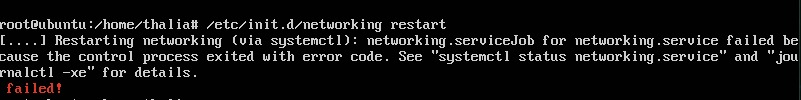 root@ubuntu:/home/thalia# /etc/init.d/networking restart
[....] Restarting networking (via systemctl): networking.serviceJob for networking.service failed be
cause the control process exited with error code. See "systemctl status networking.service" and "jou
rnalctl -xe" for details.
 failed!